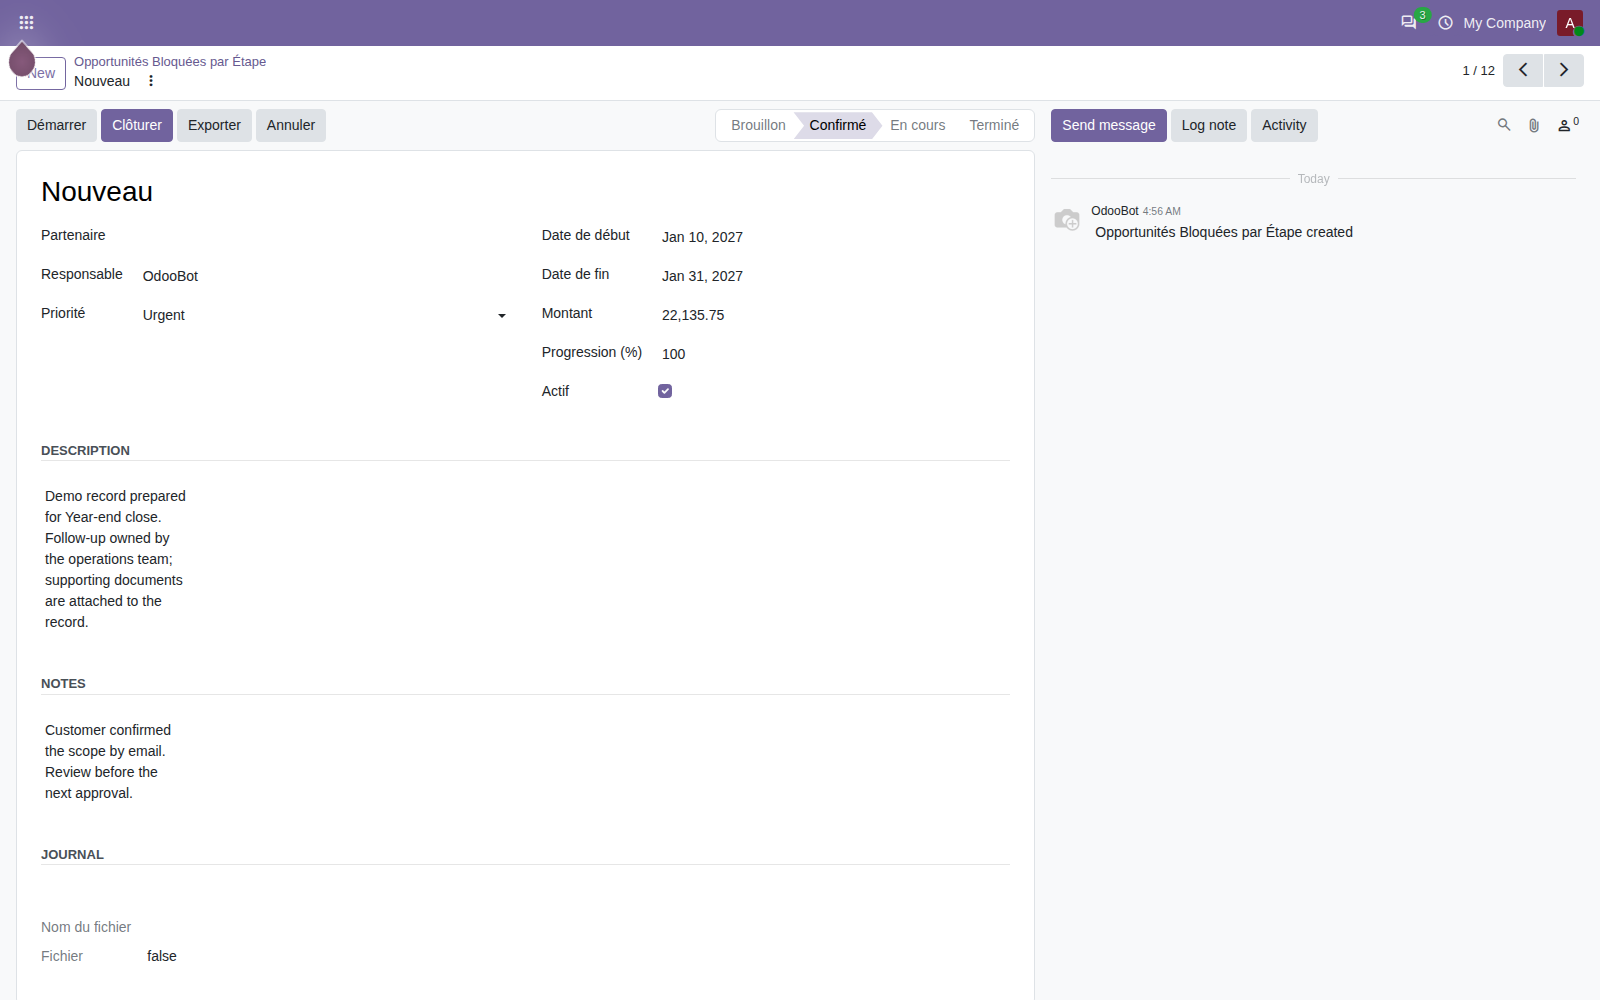 3
My Company
A
New
Opportunités Bloquées par Étape
Nouveau
1 / 12
Démarrer
Clôturer
Exporter
Annuler
Brouillon
Confirmé
En cours
Terminé
Send message
Log note
Activity
0
Nouveau
Partenaire
Responsable
OdooBot
Priorité
Urgent
Date de début
Jan 10, 2027
Date de fin
Jan 31, 2027
Montant
22,135.75
Progression (%)
100
Actif
Today
OdooBot 4:56 AM
Opportunités Bloquées par Étape created
DESCRIPTION
Demo record prepared
for Year-end close.
Follow-up owned by
the operations team;
supporting documents
are attached to the
record.
NOTES
Customer confirmed
the scope by email.
Review before the
next approval.
JOURNAL
Nom du fichier
Fichier
false